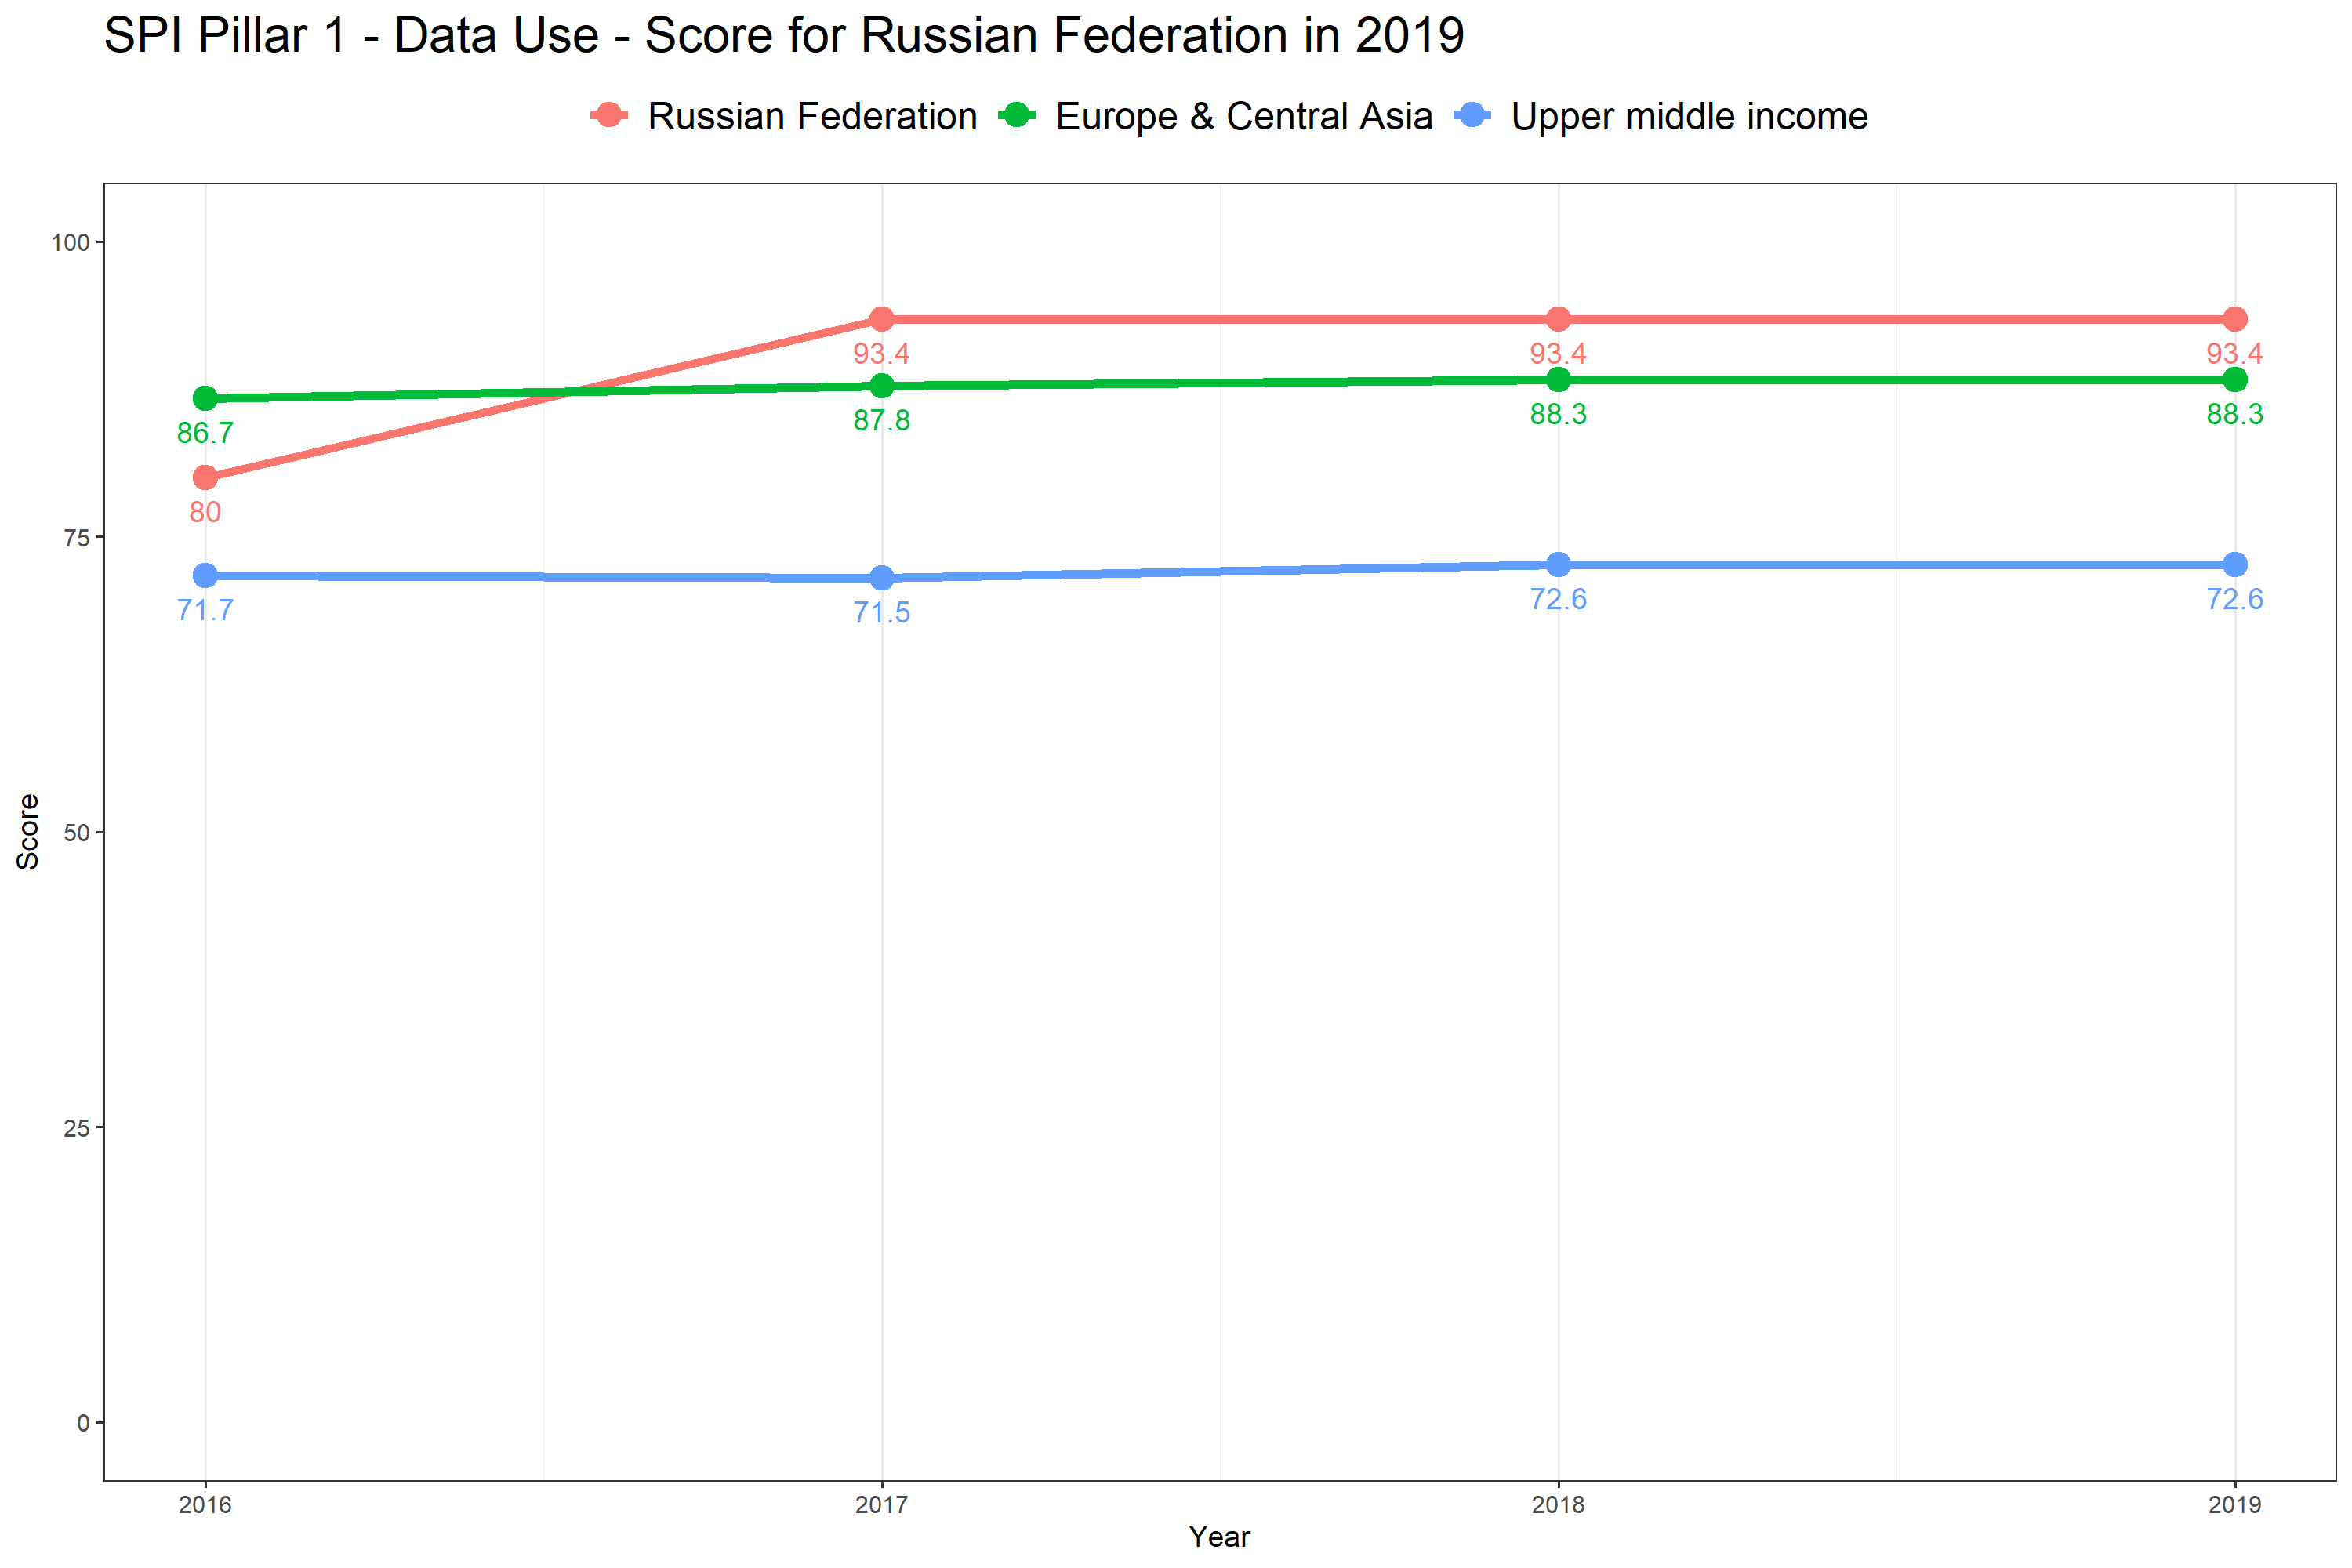 SPI Pillar 1 - Data Use - Score for Russian Federation in 2019
Russian Federation Europe & Central Asia Upper middle income
100
93.4 93.4 93.4
86.7 87.8 88.3 88.3
80
75
71.7 71.5 72.6 72.6
Score
50
25
0
2016 2017 2018 2019
Year